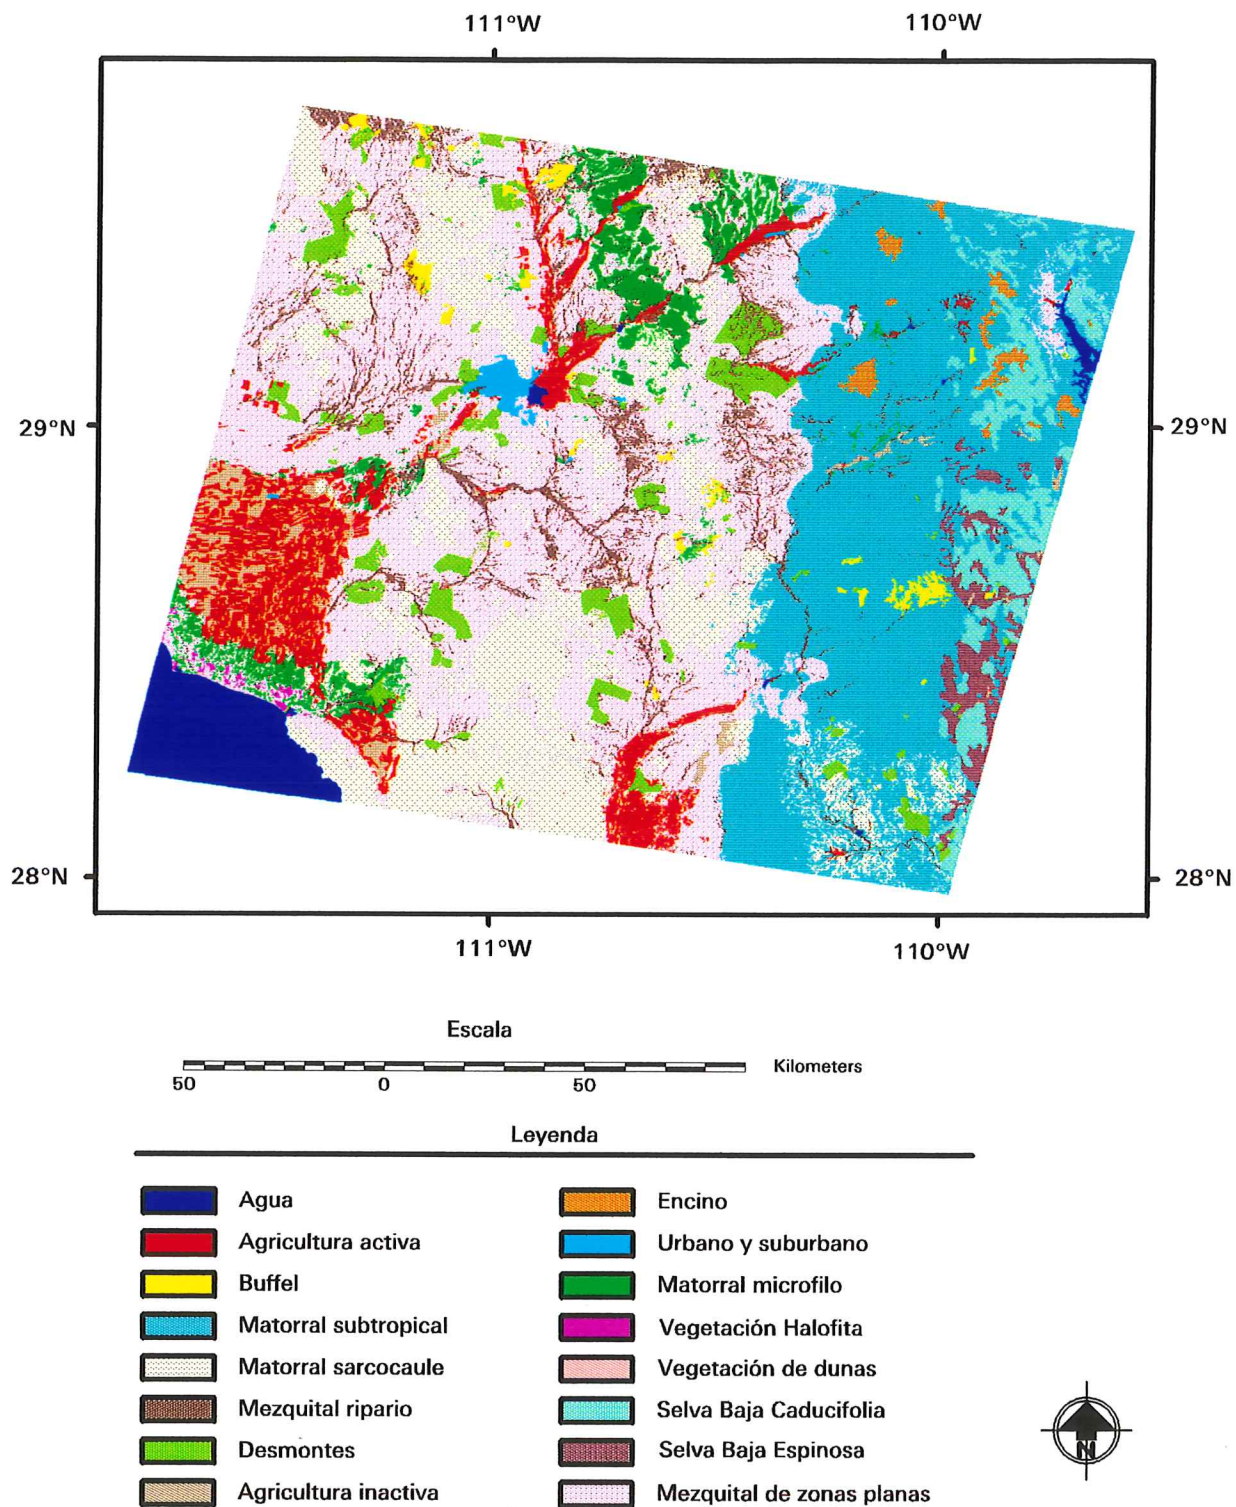 111°W 110°W
29°N 29°N
28°N 28°N
111°W 110°W
Escala
50 0 50 Kilometers
Leyenda
Agua
Agricultura activa
Buffel
Matorral subtropical
Matorral sarcocaule
Mezquital ripario
Desmontes
Agricultura inactiva
Encino
Urbano y suburbano
Matorral microfilo
Vegetación Halofita
Vegetación de dunas
Selva Baja Caducifolia
Selva Baja Espinosa
Mezquital de zonas planas
N